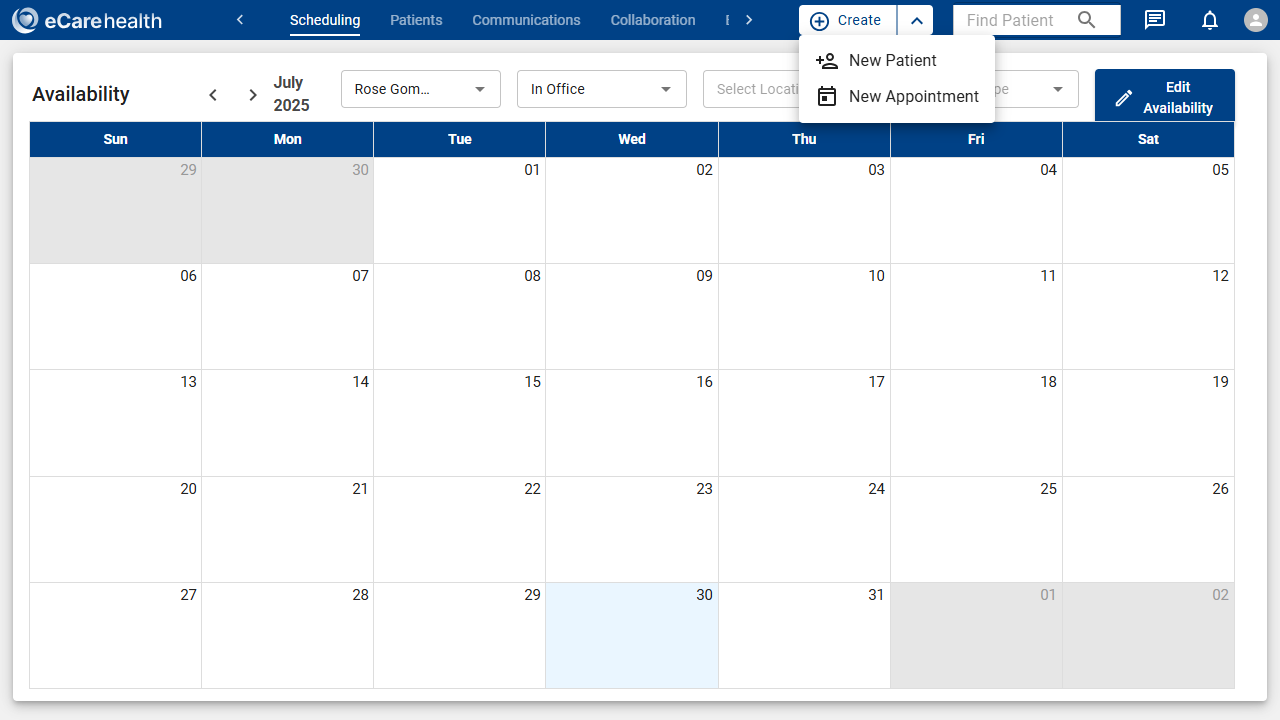 eCarehealth
Scheduling
Patients
Communications
Collaboration
Create
Find Patient
New Patient
New Appointment
Availability
July
2025
Rose Gom...
In Office
Select
Edit
Availability
Sun Mon Tue Wed Thu Fri Sat
29 30 01 02 03 04 05
06 07 08 09 10 11 12
13 14 15 16 17 18 19
20 21 22 23 24 25 26
27 28 29 30 31 01 02